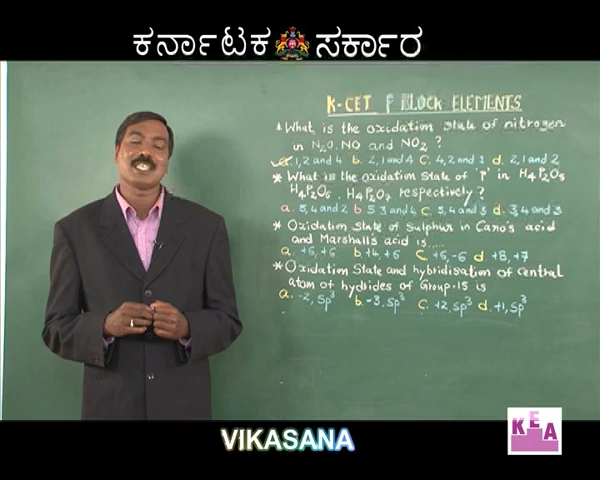 ಕರ್ನಾಟಕ ಸರ್ಕಾರ
K-CET P BLOCK ELEMENTS
* What is the oxidation state of nitrogen
in N2O, NO and NO2 ?
a. 1, 2 and 4 b. 2, 1 and 4 c. 4, 2 and 1 d. 2, 1 and 2
* What is the oxidation State of 'P' in H4P2O5
H4P2O6, H4P2O7 respectively ?
a. 5, 4 and 2 b 5 3 and 4 c. 5, 4 and 3 d. 3, 4 and 5
* Oxidation State of Sulphur in Caro's acid
and Marshall's acid is.....
a. +6, +6 b +4, +6 c. +6, -6 d +8, +7
* Oxidation State and hybridisation of central
atom of hydrides of Group-15 is
a. -2, Sp3 b. -3, Sp3 c. +2, Sp3 d. +1, Sp3
VIKASANA
KEA